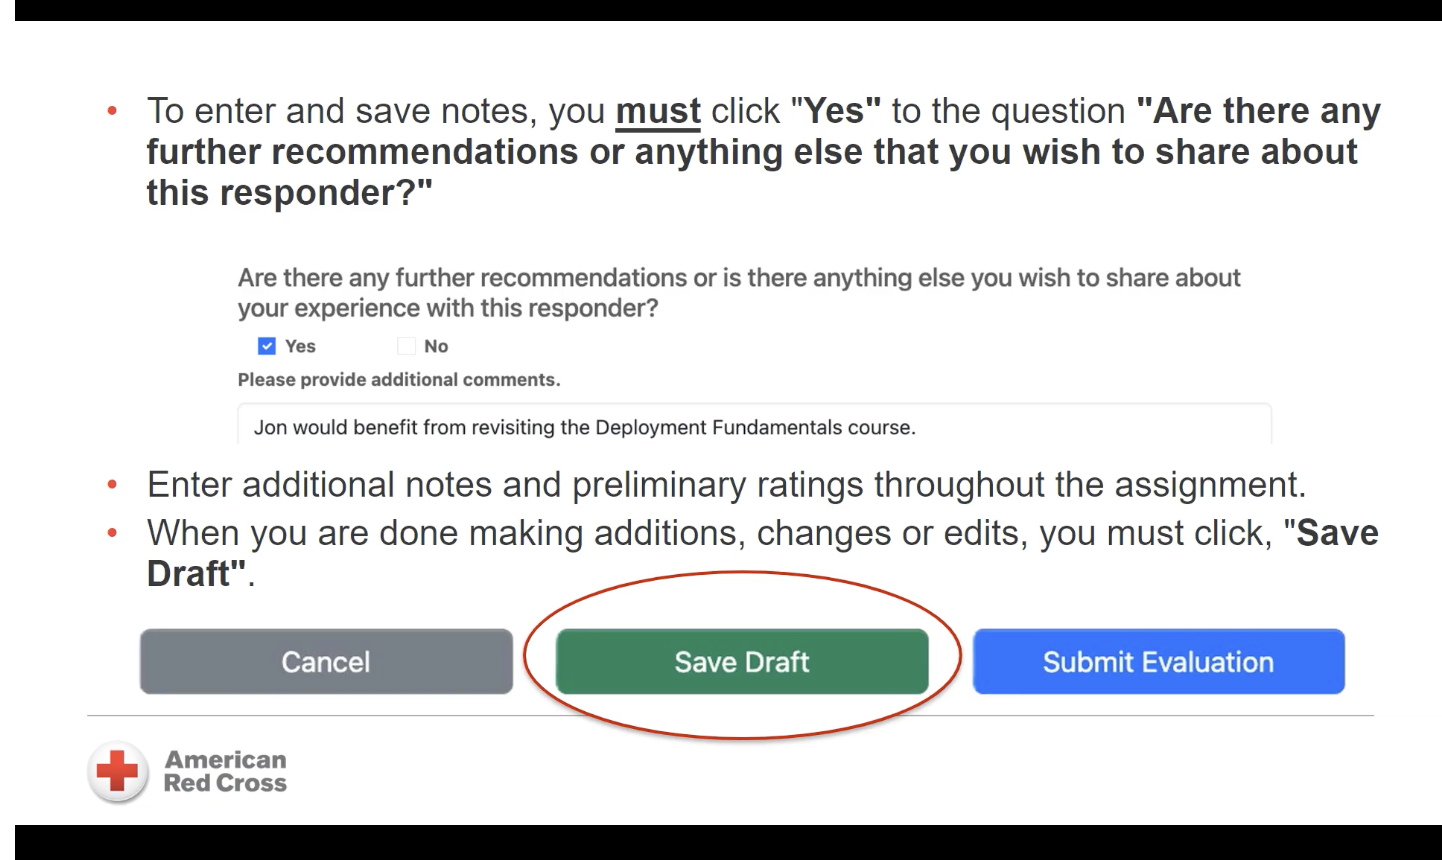 To enter and save notes, you must click "Yes" to the question "Are there any
further recommendations or anything else that you wish to share about
this responder?"
Are there any further recommendations or is there anything else you wish to share about
your experience with this responder?
Yes No
Please provide additional comments.
Jon would benefit from revisiting the Deployment Fundamentals course.
Enter additional notes and preliminary ratings throughout the assignment.
When you are done making additions, changes or edits, you must click, "Save
Draft".
Cancel Save Draft Submit Evaluation
American
Red Cross